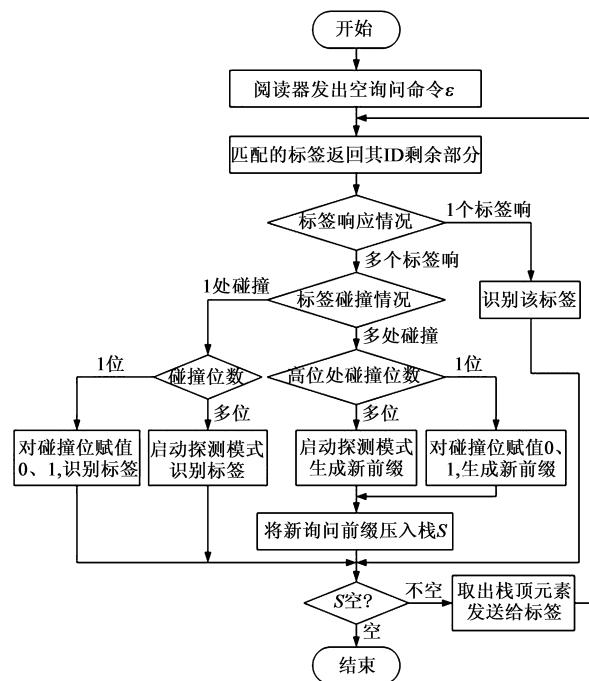 开始
阅读器发出空询问命令ε
匹配的标签返回其ID剩余部分
标签响应情况
1个标签响
多个标签响
1处碰撞
标签碰撞情况
识别该标签
多处碰撞
1位
碰撞位数
高位处碰撞位数
1位
多位
多位
对碰撞位赋值
0、1,识别标签
启动探测模式
识别标签
启动探测模式
生成新前缀
对碰撞位赋值0、
1,生成新前缀
将新询问前缀压入栈S
S空?
不空
取出栈顶元素
发送给标签
空
结束